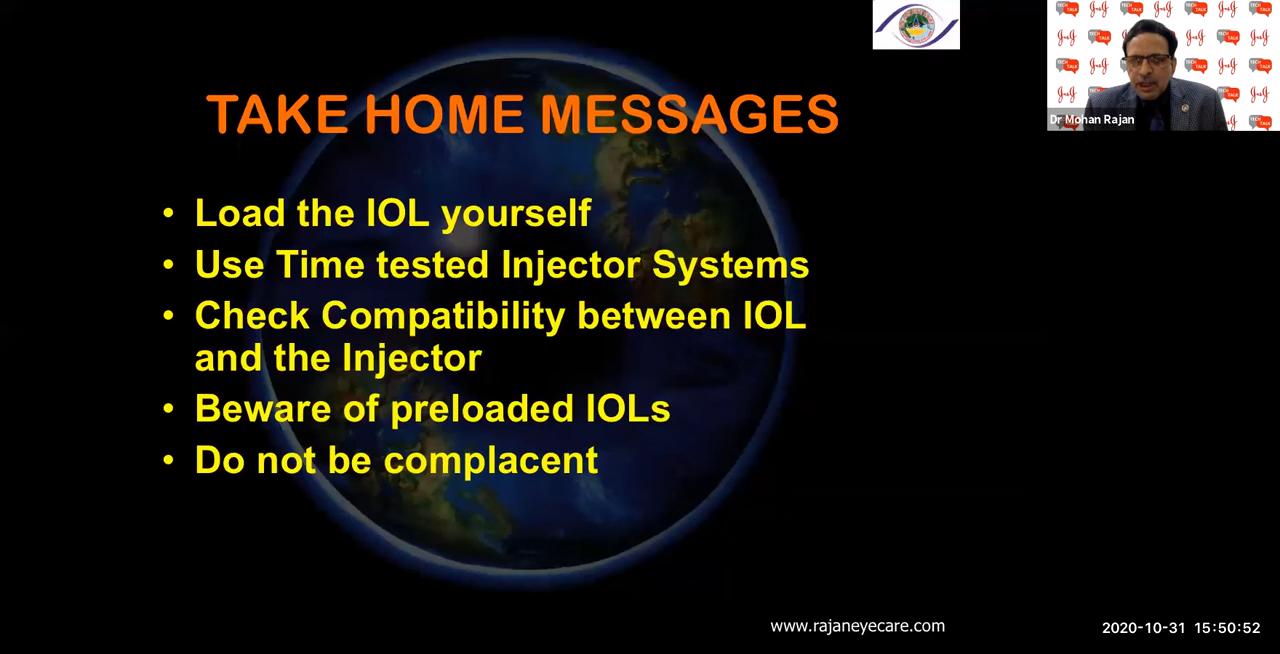 TAKE HOME MESSAGES
• Load the IOL yourself
• Use Time tested Injector Systems
• Check Compatibility between IOL
and the Injector
• Beware of preloaded IOLs
• Do not be complacent
www.rajaneyecare.com
Dr Mohan Rajan
TECH
TALK
J&J
2020-10-31 15:50:52